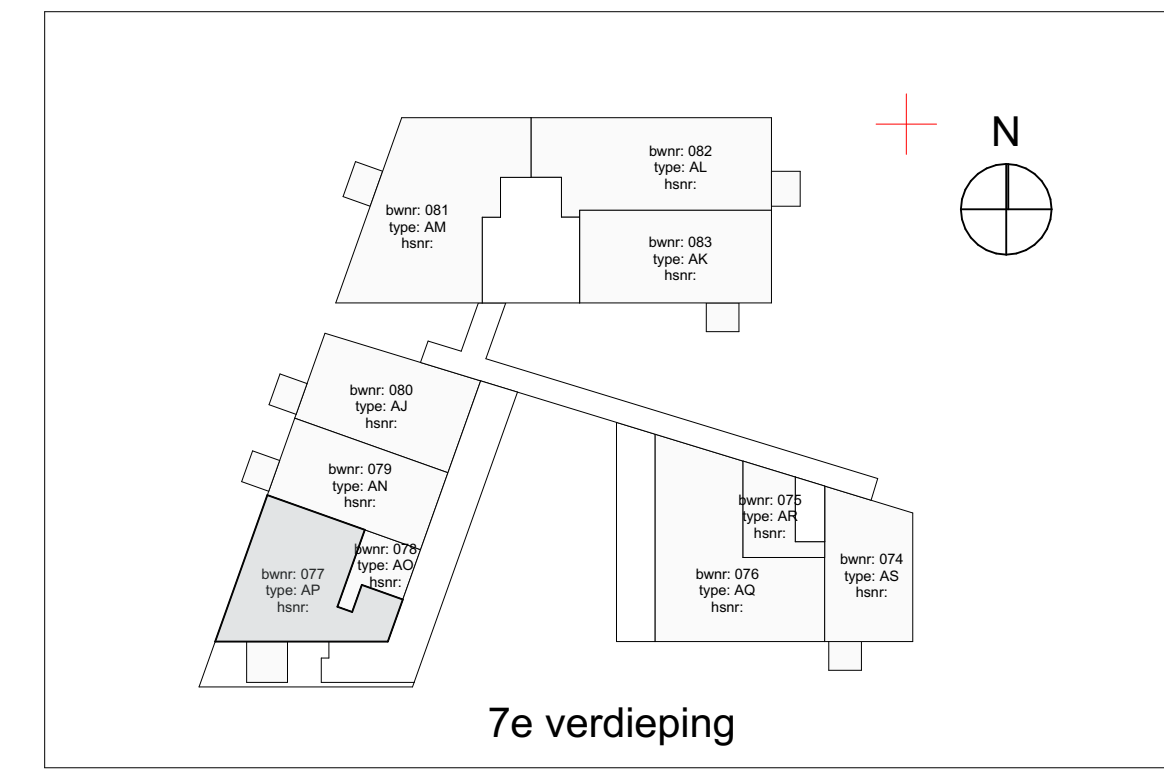 N
bwnr: 082
type: AL
hsnr:
bwnr: 081
type: AM
hsnr:
bwnr: 083
type: AK
hsnr:
bwnr: 080
type: AJ
hsnr:
bwnr: 079
type: AN
hsnr:
bwnr: 078
type: AO
hsnr:
bwnr: 077
type: AP
hsnr:
bwnr: 075
type: AR
hsnr:
bwnr: 076
type: AQ
hsnr:
bwnr: 074
type: AS
hsnr:
7e verdieping